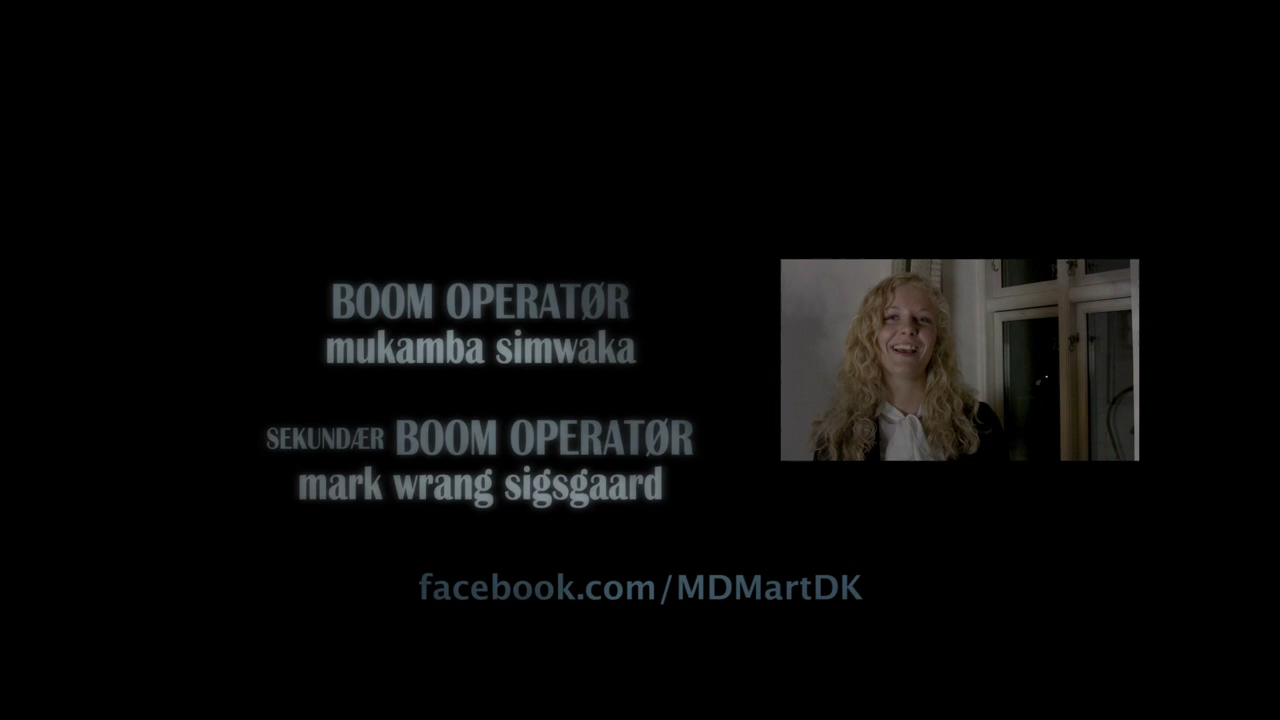 BOOM OPERATØR
mukamba simwaka
SEKUNDÆR BOOM OPERATØR
mark wrang sigsgaard
facebook.com/MDMartDK